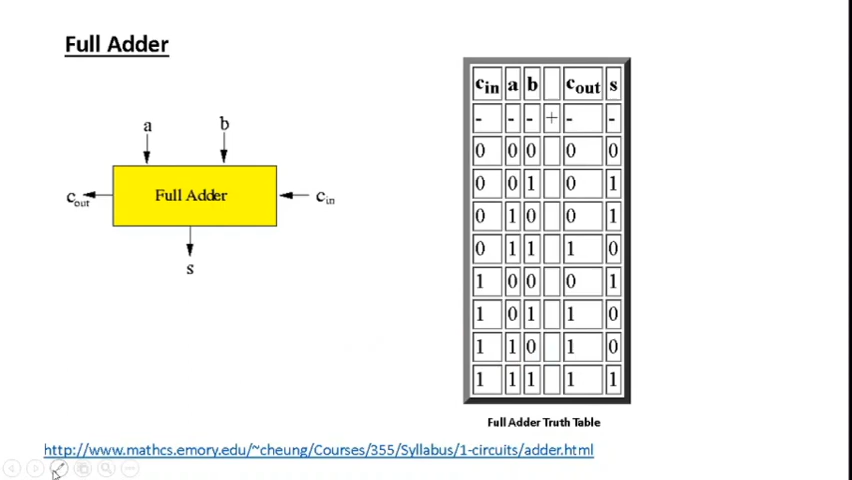 Full Adder
a
b
c_out
Full Adder
c_in
s
c_in a b c_out s
- - - + - -
0 0 0 0 0
0 0 1 0 1
0 1 0 0 1
0 1 1 1 0
1 0 0 0 1
1 0 1 1 0
1 1 0 1 0
1 1 1 1 1
Full Adder Truth Table
http://www.mathcs.emory.edu/~cheung/Courses/355/Syllabus/1-circuits/adder.html